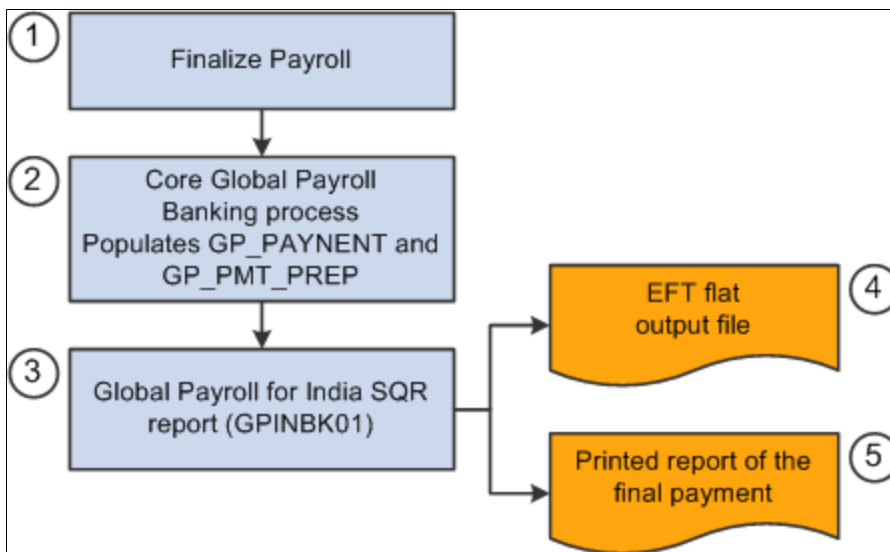 1
Finalize Payroll
2
Core Global Payroll
Banking process
Populates GP_PAYNENT and
GP_PMT_PREP
3
Global Payroll for India SQR
report (GPINBK01)
4
EFT flat
output file
5
Printed report of the
final payment